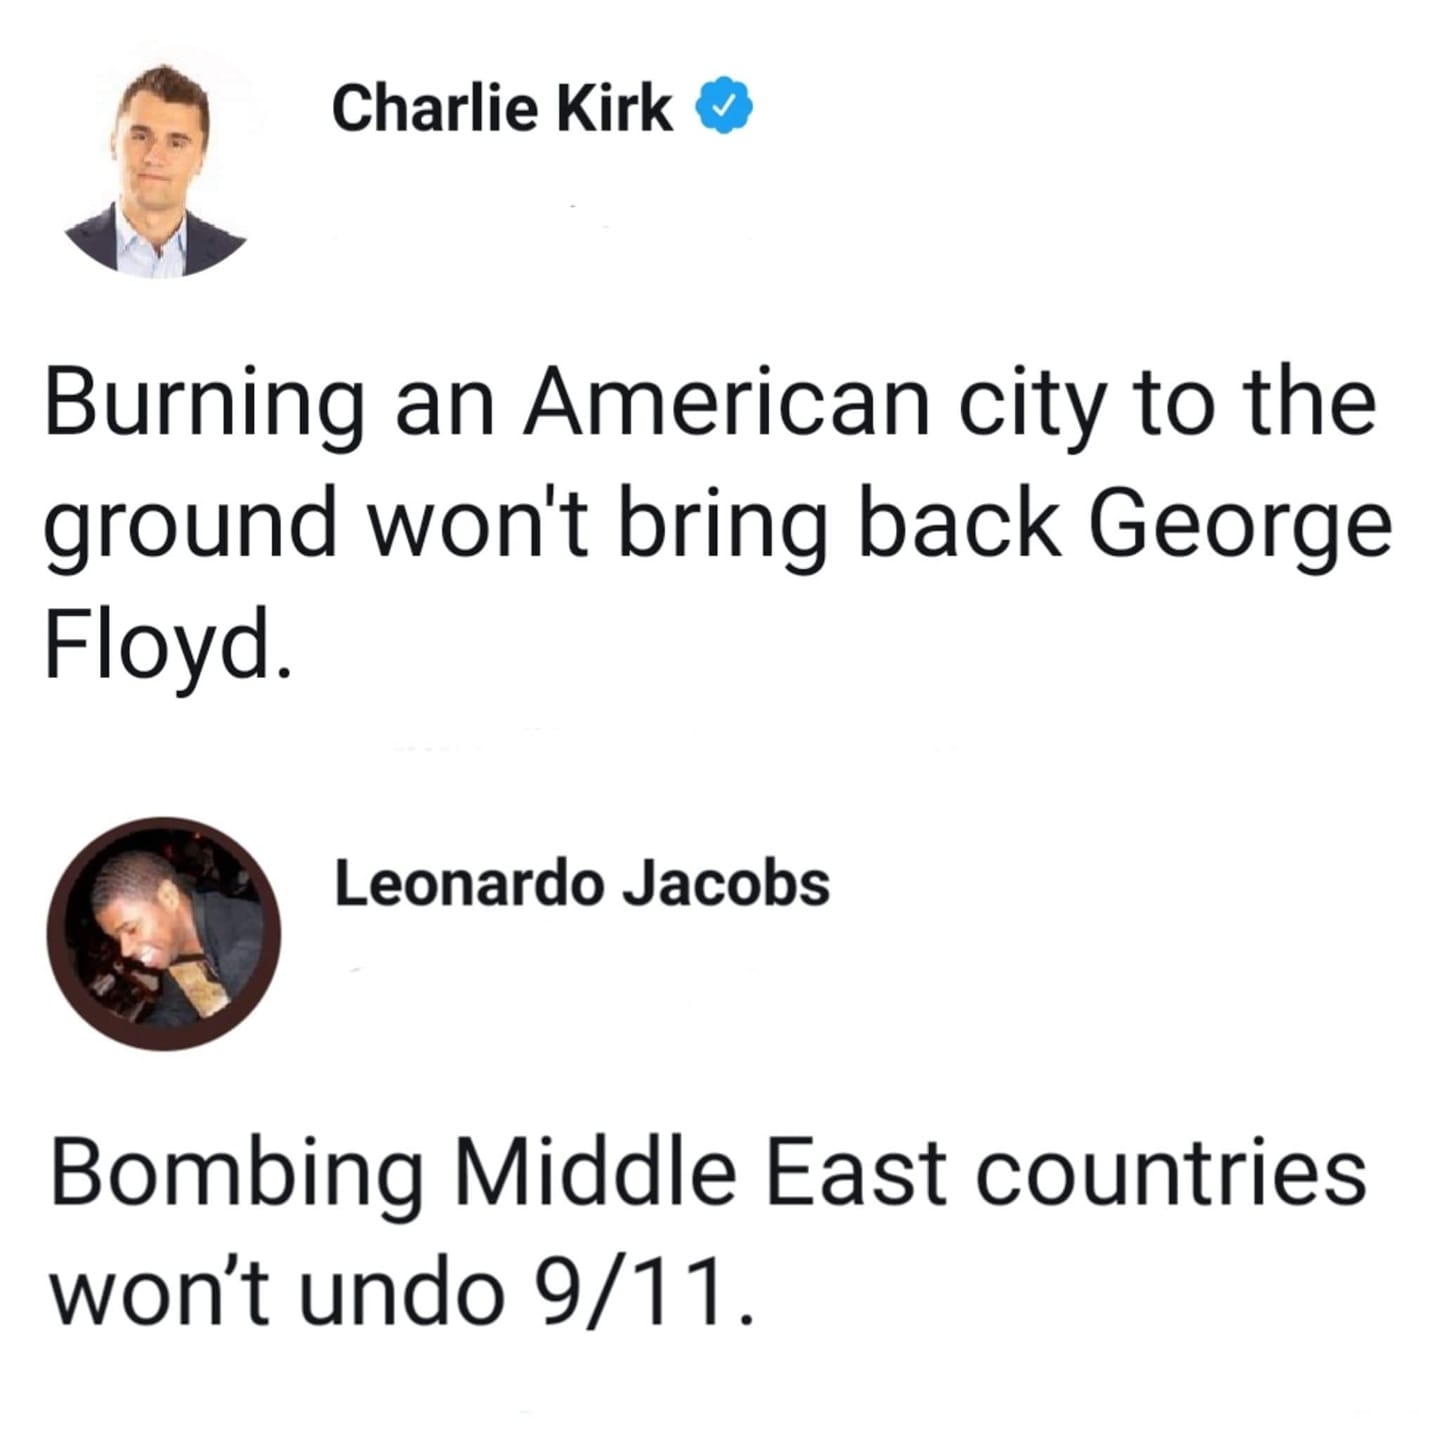 Charlie Kirk
Burning an American city to the
ground won't bring back George
Floyd.
Leonardo Jacobs
Bombing Middle East countries
won’t undo 9/11.